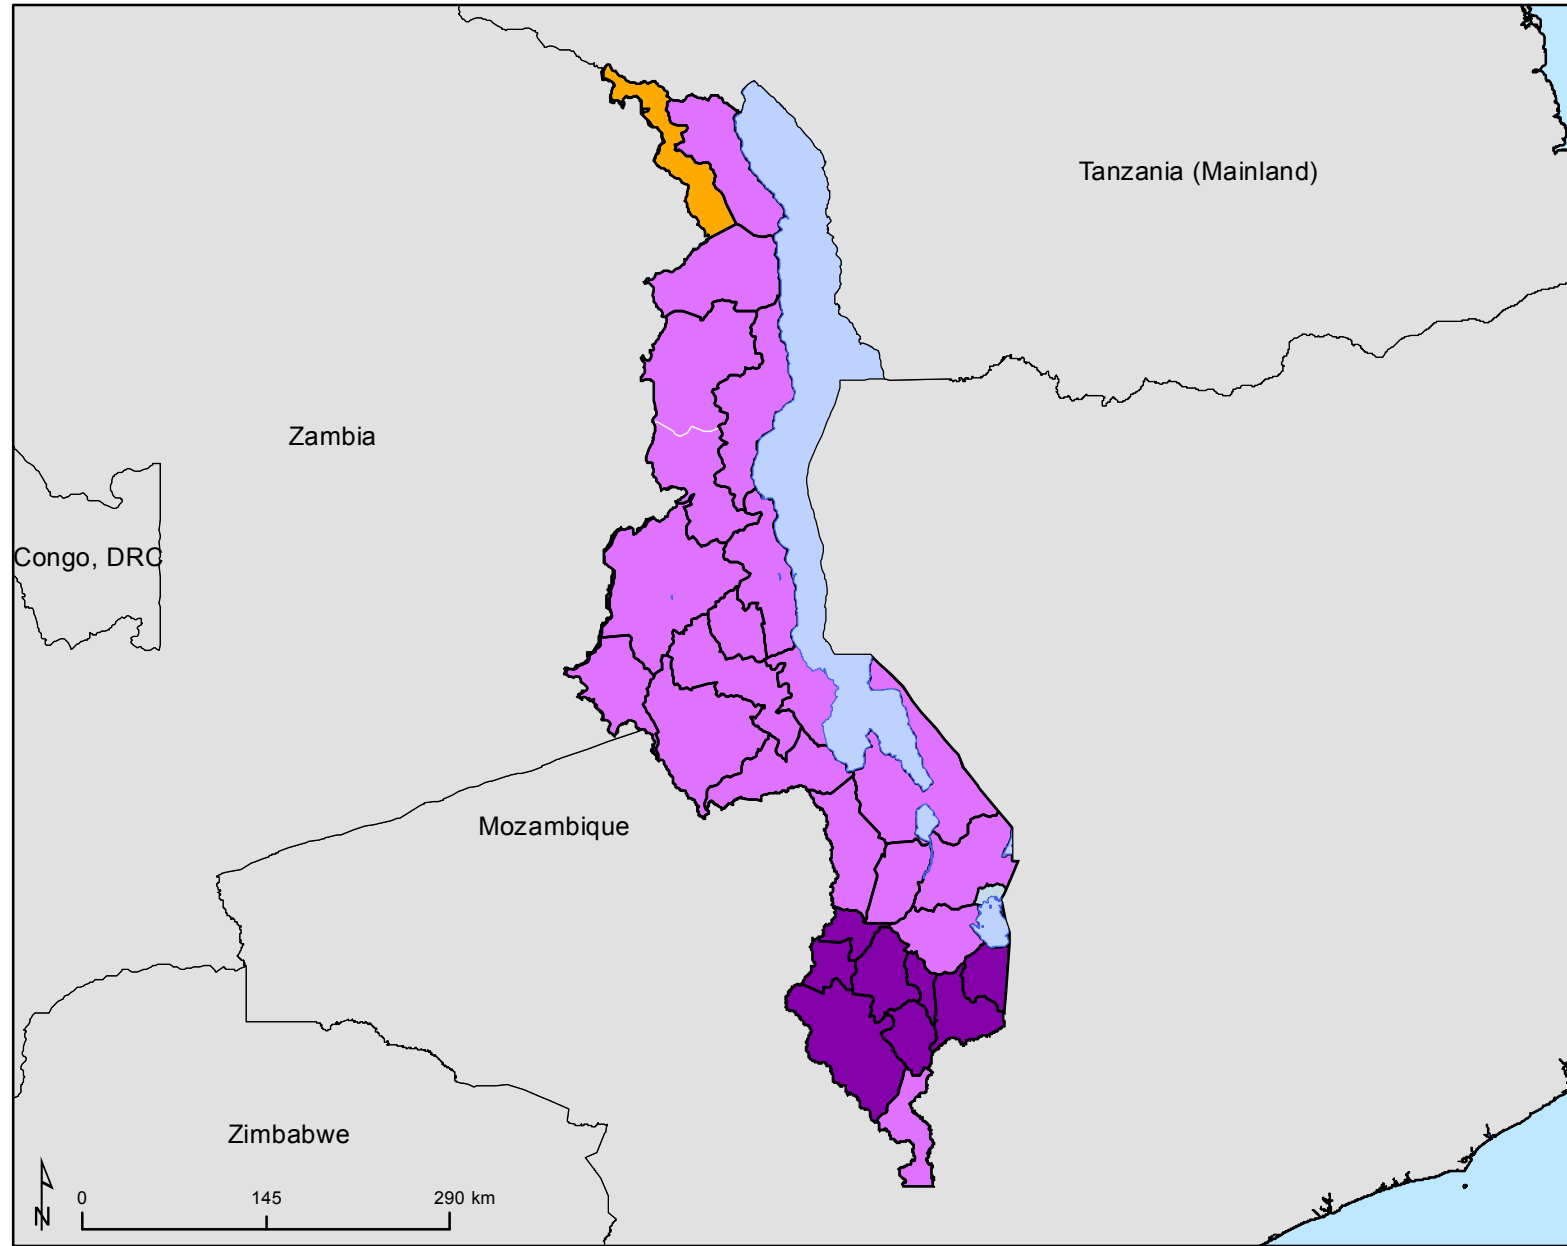 Tanzania (Mainland)
Zambia
Congo, DRC
Mozambique
Zimbabwe
N
0 145 290 km